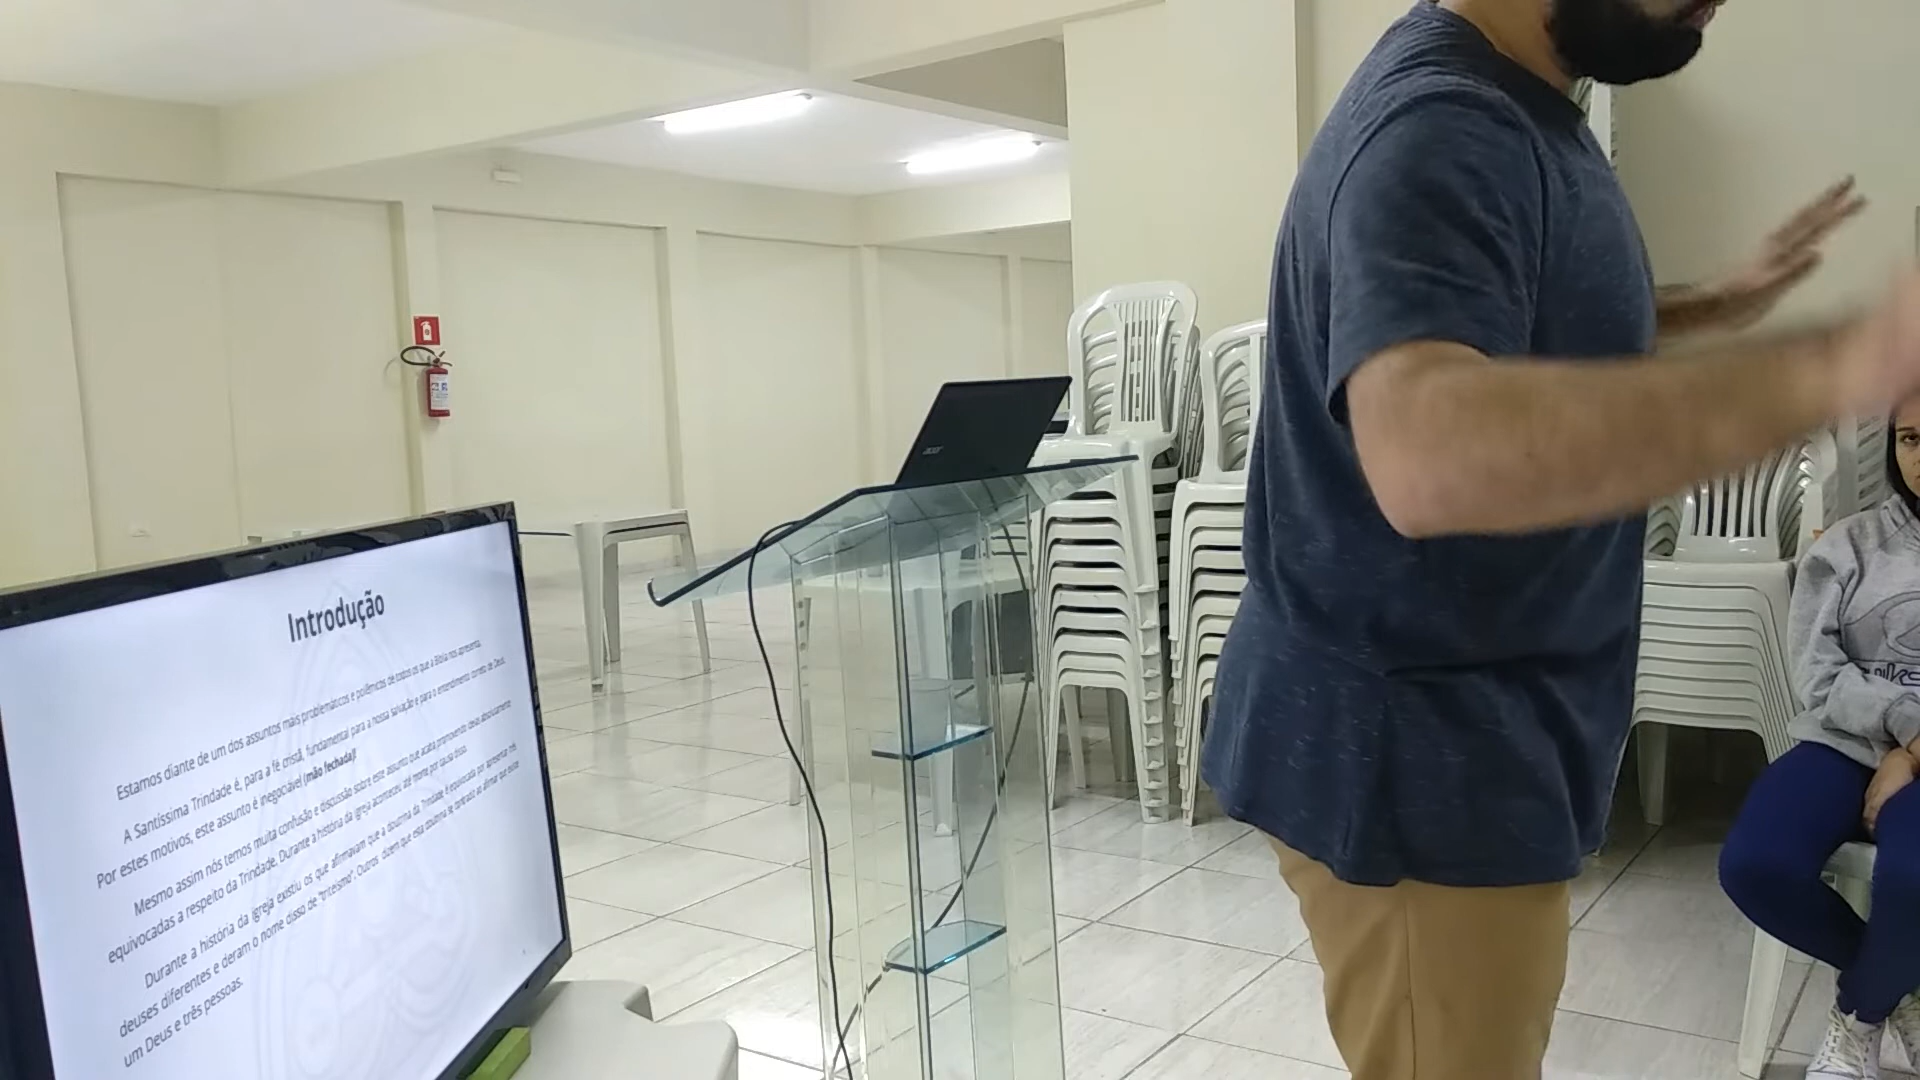 Introdução
Estamos diante de um dos assuntos mais problemáticos e polêmicos de todos os que a Bíblia nos apresenta.
A Santíssima Trindade é, para a fé cristã, fundamental para a nossa salvação e para o entendimento correto de Deus.
Por estes motivos, este assunto é inegociável (mão fechada)!
Mesmo assim nós temos muita confusão e discussão sobre este assunto que acaba promovendo ideias absolutamente
equivocadas a respeito da Trindade. Durante a história da igreja aconteceu até morte por causa disso.
Durante a história da igreja existiu os que afirmavam que a doutrina da Trindade é equivocada por apresentar três
deuses diferentes e deram o nome disso de "triteísmo". Outros dizem que esta doutrina se contradiz ao afirmar que existe
um Deus e três pessoas.
acer